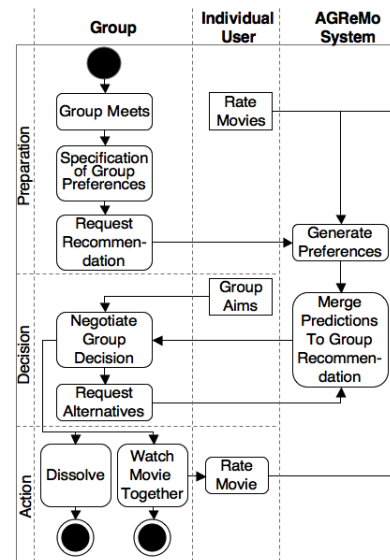 Group
Individual
User
AGReMo
System
Preparation
Group Meets
Rate
Movies
Specification
of Group
Preferences
Request
Recommen-
dation
Generate
Preferences
Decision
Group
Aims
Negotiate
Group
Decision
Merge
Predictions
To Group
Recommen-
dation
Request
Alternatives
Action
Dissolve
Watch
Movie
Together
Rate
Movie